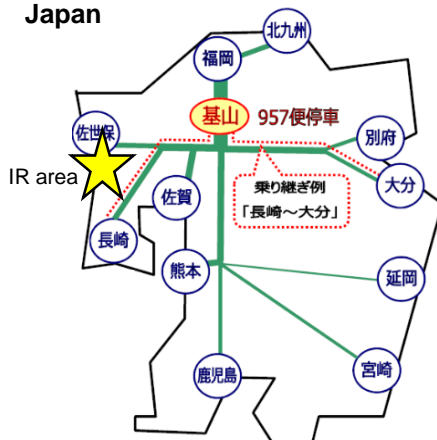 Japan
北九州
福岡
基山 957便停車
佐世保
別府
IR area
佐賀
乗り継ぎ例
「長崎～大分」
大分
長崎
熊本
延岡
宮崎
鹿児島